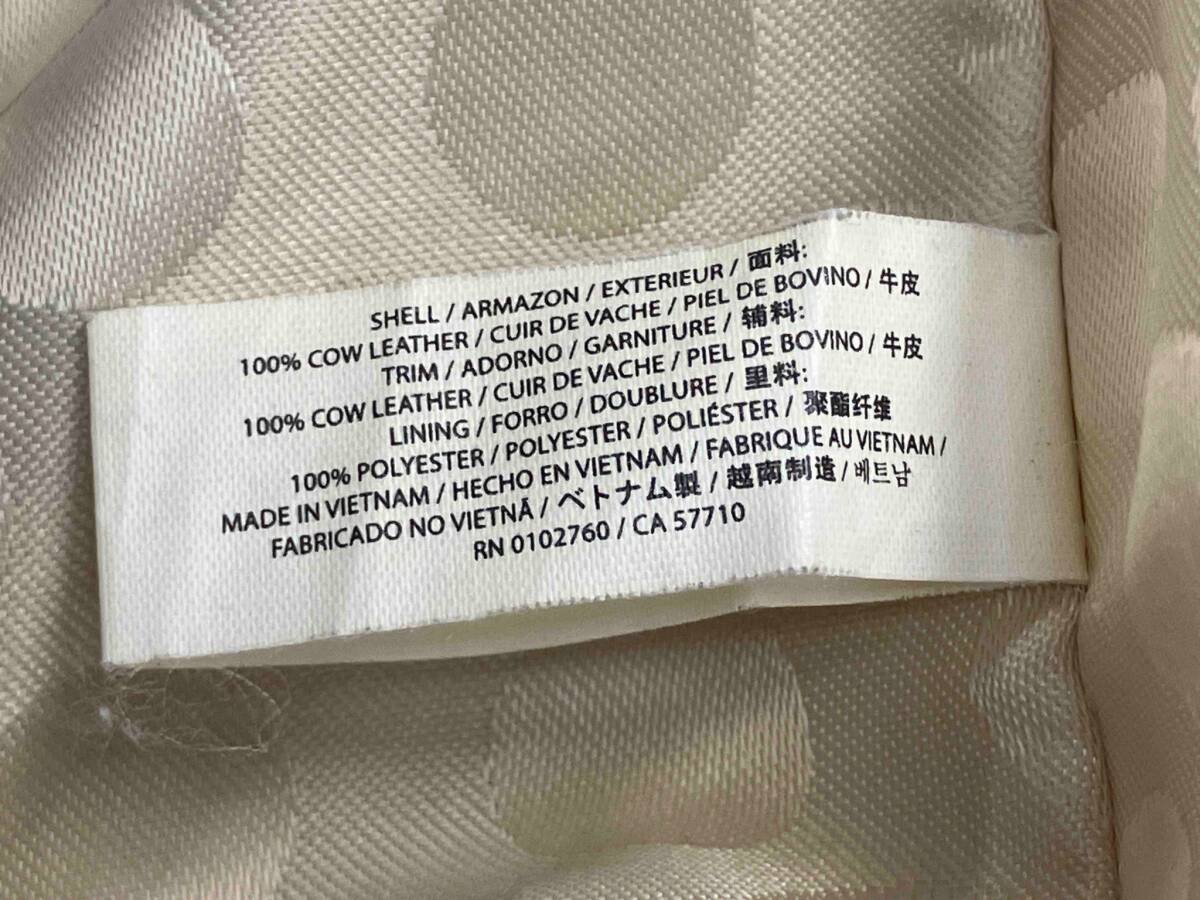 SHELL / ARMAZON / EXTERIEUR / 面料:
100% COW LEATHER / CUIR DE VACHE / PIEL DE BOVINO / 牛皮
TRIM / ADORNO / GARNITURE / 辅料:
100% COW LEATHER / CUIR DE VACHE / PIEL DE BOVINO / 牛皮
LINING / FORRO / DOUBLURE / 里料:
100% POLYESTER / POLYESTER / POLIÉSTER / 聚酯纤维
MADE IN VIETNAM / HECHO EN VIETNAM / FABRIQUE AU VIETNAM /
FABRICADO NO VIETNÃ / ベトナム製 / 越南制造 / 베트남
RN 0102760 / CA 57710